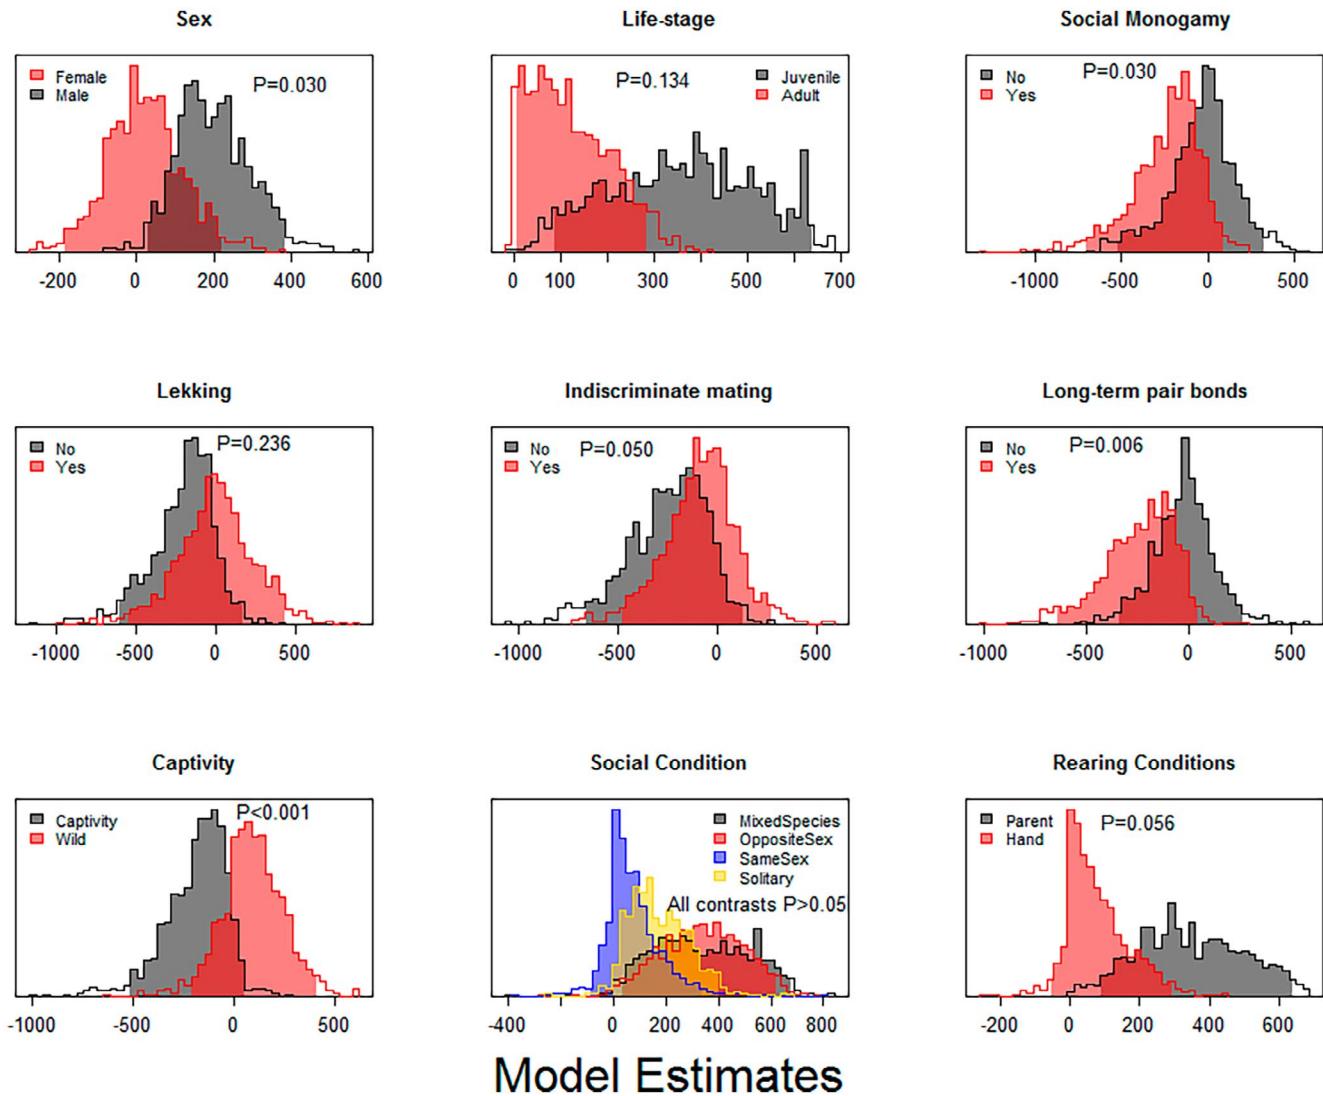 Sex
Female
Male
P=0.030
-200 0 200 400 600
Life-stage
P=0.134
Juvenile
Adult
0 100 300 500 700
Social Monogamy
No
Yes
P=0.030
-1000 -500 0 500
Lekking
No
Yes
P=0.236
-1000 -500 0 500
Indiscriminate mating
No
Yes
P=0.050
-1000 -500 0 500
Long-term pair bonds
No
Yes
P=0.006
-1000 -500 0 500
Captivity
Captivity
Wild
P<0.001
-1000 -500 0 500
Social Condition
MixedSpecies
OppositeSex
SameSex
Solitary
All contrasts P>0.05
-400 0 200 400 600 800
Rearing Conditions
Parent
Hand
P=0.056
-200 0 200 400 600
Model Estimates